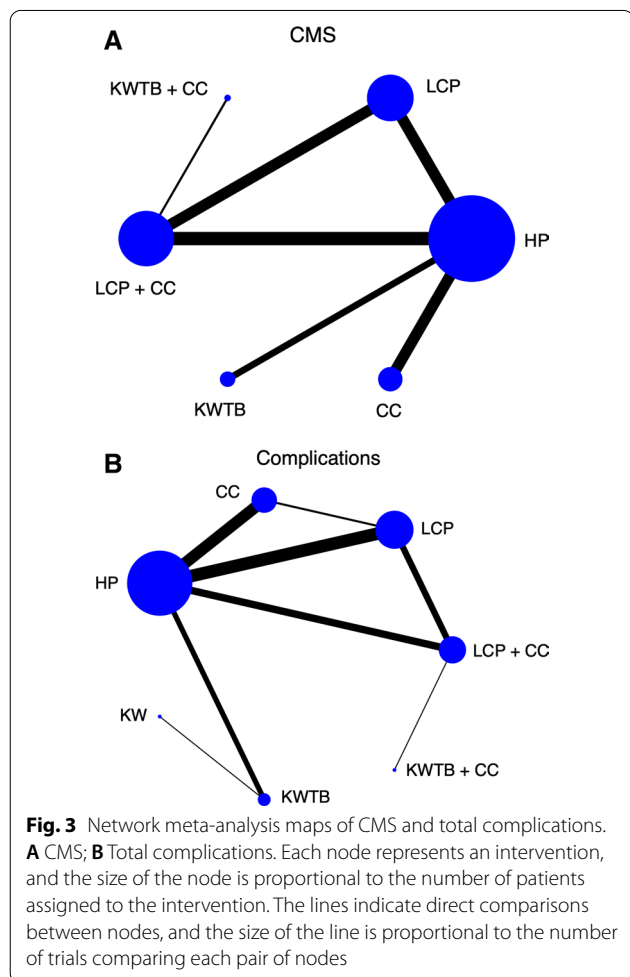 A
CMS
KWTB + CC
LCP
HP
LCP + CC
KWTB
CC
B
Complications
CC
LCP
HP
LCP + CC
KW
KWTB + CC
KWTB
Fig. 3 Network meta-analysis maps of CMS and total complications.
A CMS; B Total complications. Each node represents an intervention,
and the size of the node is proportional to the number of patients
assigned to the intervention. The lines indicate direct comparisons
between nodes, and the size of the line is proportional to the number
of trials comparing each pair of nodes